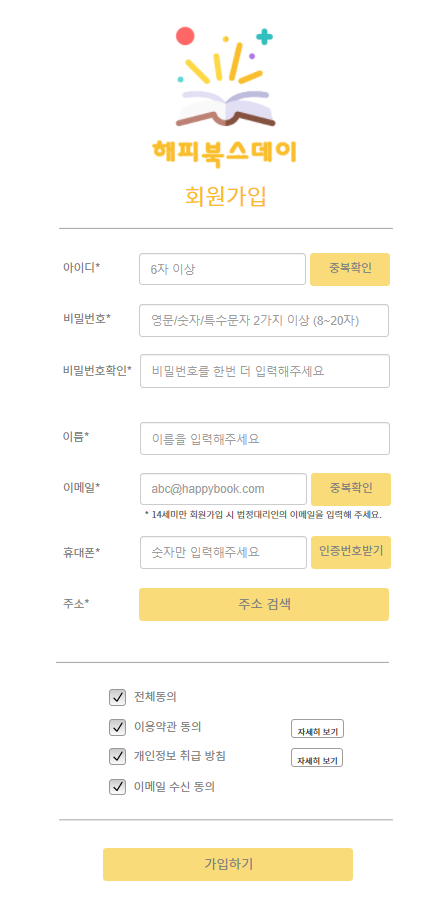 해피북스데이
회원가입
아이디* 6자 이상 중복확인
비밀번호* 영문/숫자/특수문자 2가지 이상 (8~20자)
비밀번호확인* 비밀번호를 한번 더 입력해주세요
이름* 이름을 입력해주세요
이메일* abc@happybook.com 중복확인
* 14세미만 회원가입 시 법정대리인의 이메일을 입력해 주세요.
휴대폰* 숫자만 입력해주세요 인증번호받기
주소* 주소 검색
전체동의
이용약관 동의 자세히 보기
개인정보 취급 방침 자세히 보기
이메일 수신 동의
가입하기